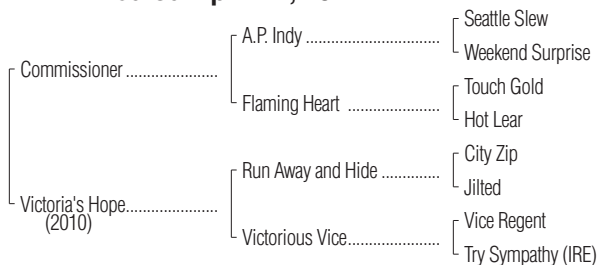 Seattle Slew
A.P. Indy ........................................
Weekend Surprise
Commissioner .......................
Touch Gold
Flaming Heart ........................
Hot Lear
City Zip
Run Away and Hide ...............
Jilted
Victoria's Hope.......................
(2010)
Vice Regent
Victorious Vice........................
Try Sympathy (IRE)